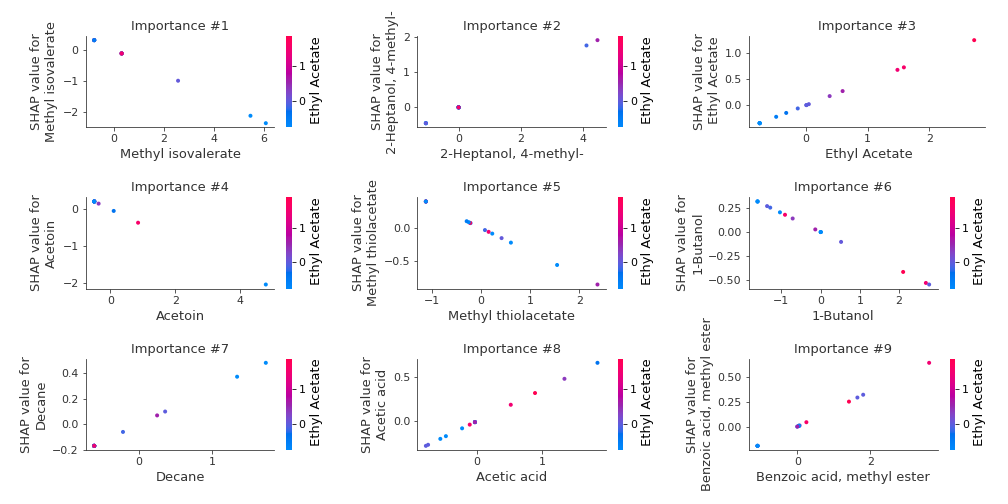 Importance #1
SHAP value for
Methyl isovalerate
0
−1
−2
0
2
4
6
Methyl isovalerate
1
0
Ethyl Acetate
Importance #2
SHAP value for
2-Heptanol, 4-methyl-
2
1
0
0
2
4
2-Heptanol, 4-methyl-
1
0
Ethyl Acetate
Importance #3
SHAP value for
Ethyl Acetate
1.0
0.5
0.0
0
1
2
Ethyl Acetate
Importance #4
SHAP value for
Acetoin
0
−1
−2
0
2
4
Acetoin
1
0
Ethyl Acetate
Importance #5
SHAP value for
Methyl thiolacetate
0.0
−0.5
−1
0
1
2
Methyl thiolacetate
1
0
Ethyl Acetate
Importance #6
SHAP value for
1-Butanol
0.25
0.00
−0.25
−0.50
−1
0
1
2
1-Butanol
1
0
Ethyl Acetate
Importance #7
SHAP value for
Decane
0.4
0.2
0.0
−0.2
0
1
Decane
1
0
Ethyl Acetate
Importance #8
SHAP value for
Acetic acid
0.5
0.0
0
1
Acetic acid
1
0
Ethyl Acetate
Importance #9
SHAP value for
Benzoic acid, methyl ester
0.50
0.25
0.00
0
2
Benzoic acid, methyl ester
1
0
Ethyl Acetate